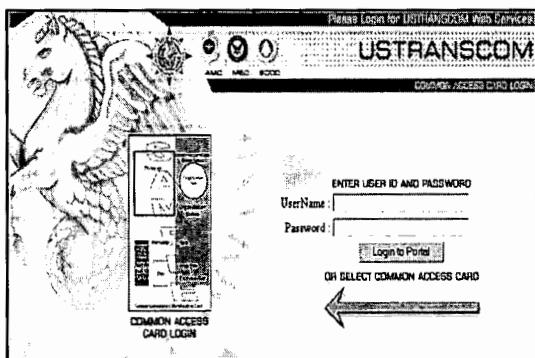 Please Login for USTRANSCOM Web Services
USTRANSCOM
AMC MSC SDDC
COMMON ACCESS CARD LOGIN
ENTER USER ID AND PASSWORD
UserName :
Password :
Login to Portal
OR SELECT COMMON ACCESS CARD
COMMON ACCESS
CARD LOGIN